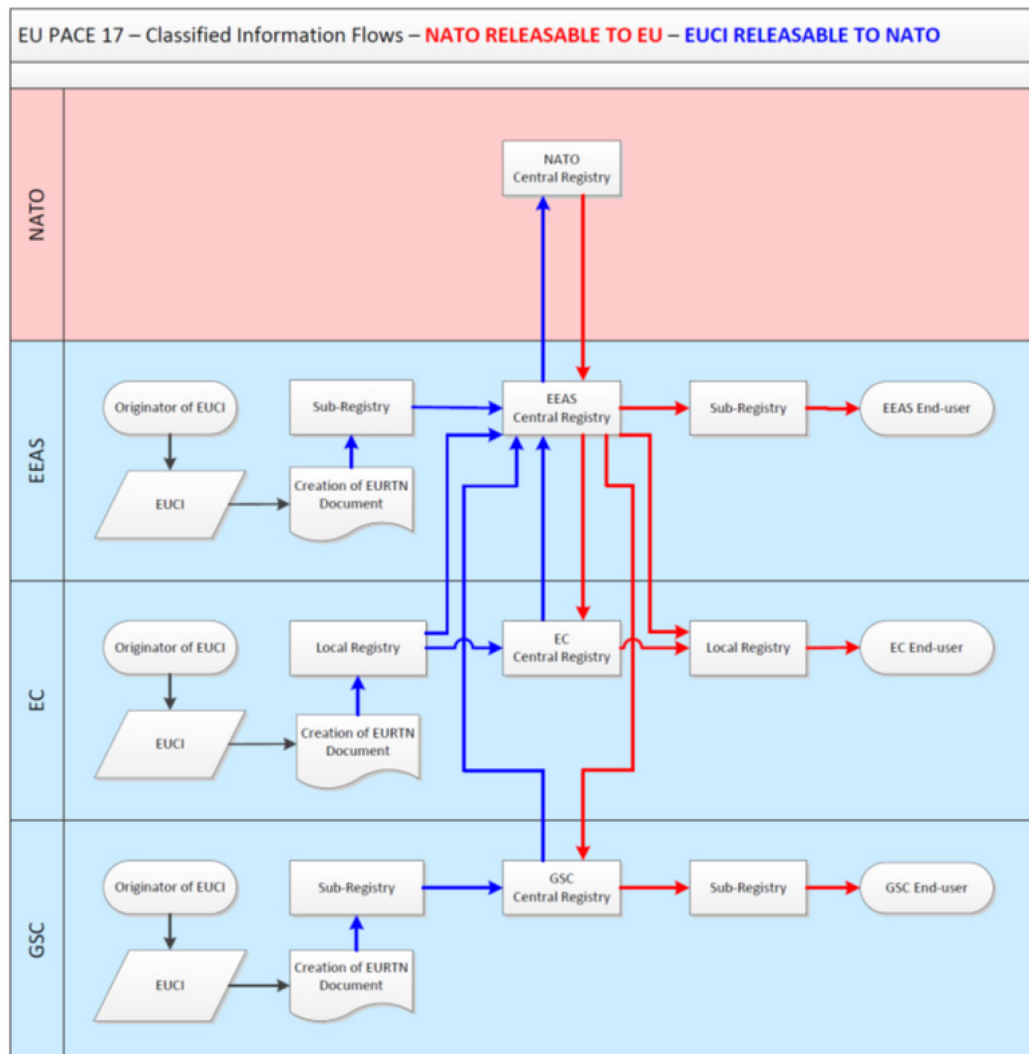 EU PACE 17 – Classified Information Flows – NATO RELEASABLE TO EU – EUCI RELEASABLE TO NATO
NATO
NATO
Central Registry
EEAS
Originator of EUCI
Sub-Registry
EEAS
Central Registry
Sub-Registry
EEAS End-user
EUCI
Creation of EURTN
Document
EC
Originator of EUCI
Local Registry
EC
Central Registry
Local Registry
EC End-user
EUCI
Creation of EURTN
Document
GSC
Originator of EUCI
Sub-Registry
GSC
Central Registry
Sub-Registry
GSC End-user
EUCI
Creation of EURTN
Document